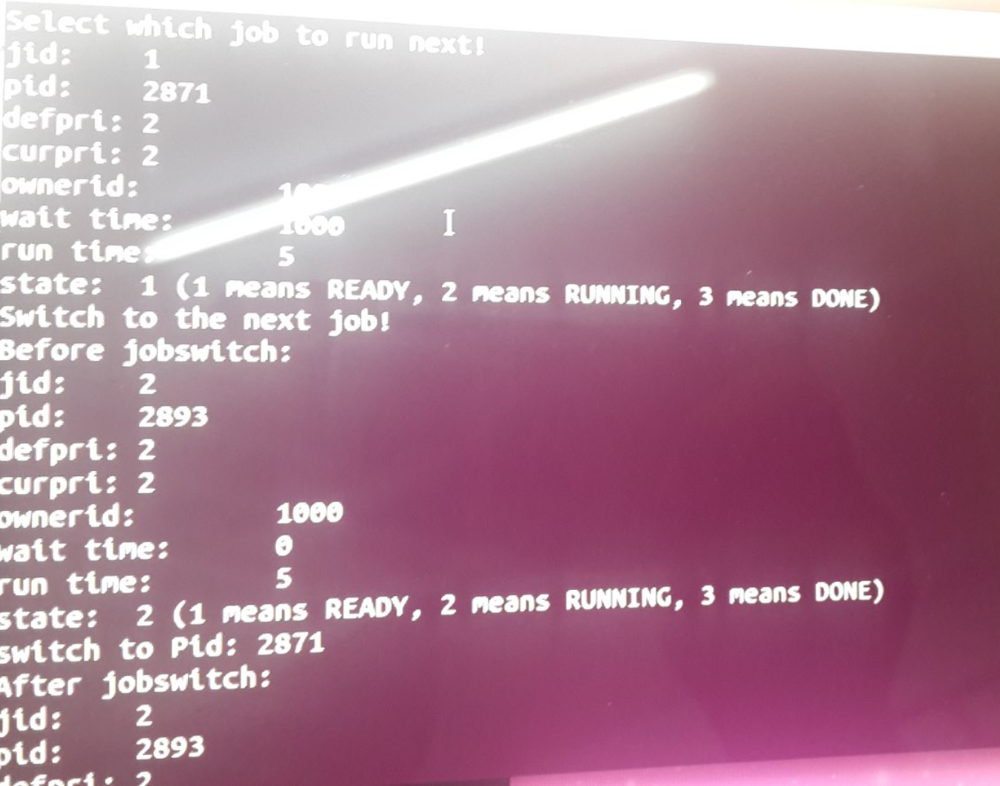 Select which job to run next!
jid: 1
pid: 2871
defpri: 2
curpri: 2
ownerid:
wait time: 1000
run time: 5
state: 1 (1 means READY, 2 means RUNNING, 3 means DONE)
Switch to the next job!
Before jobswitch:
jid: 2
pid: 2893
defpri: 2
curpri: 2
ownerid: 1000
wait time: 0
run time: 5
state: 2 (1 means READY, 2 means RUNNING, 3 means DONE)
switch to Pid: 2871
After jobswitch:
jid: 2
pid: 2893
defpri: 2